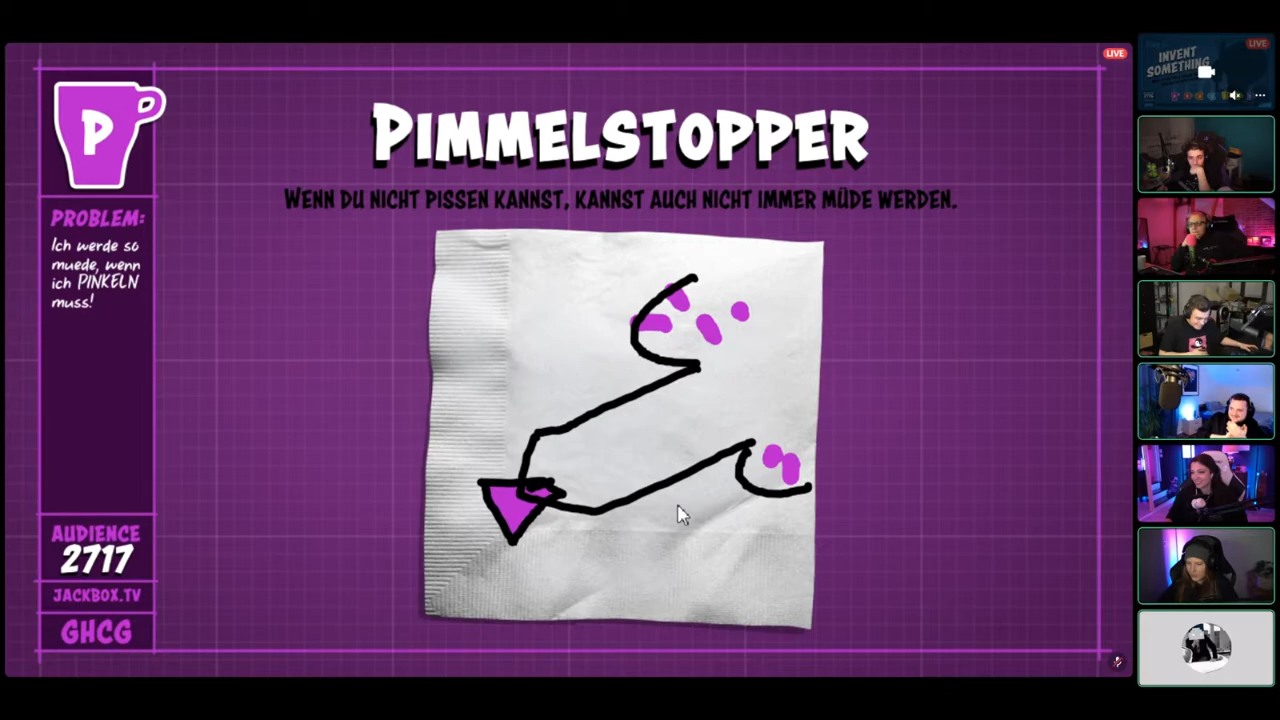 LIVE
P
PIMMELSTOPPER
WENN DU NICHT PISSEN KANNST, KANNST AUCH NICHT IMMER MÜDE WERDEN.
PROBLEM:
Ich werde so
muede, wenn
ich PINKELN
muss!
AUDIENCE
2717
JACKBOX.TV
GHCG
LIVE
INVENT
SOMETHING